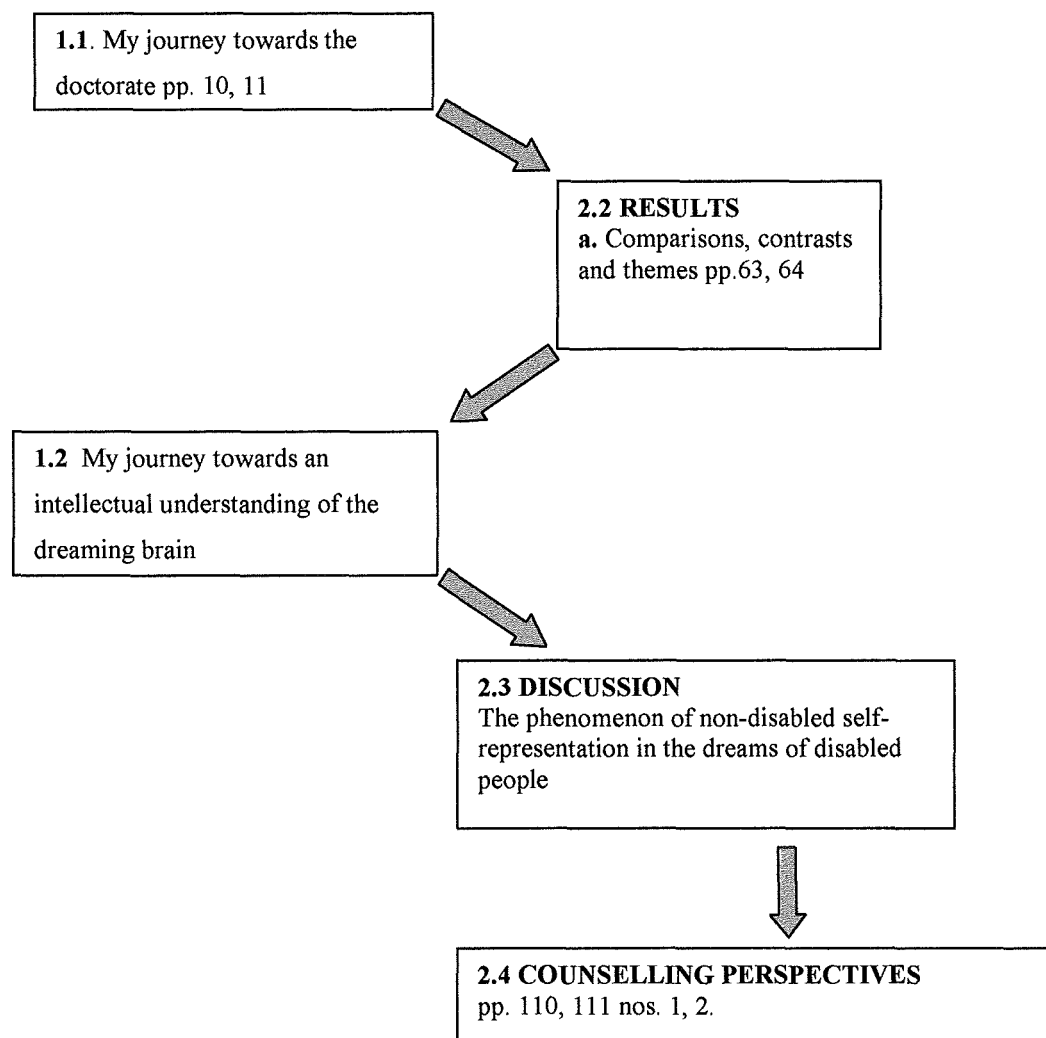 1.1. My journey towards the
doctorate pp. 10, 11
2.2 RESULTS
a. Comparisons, contrasts
and themes pp.63, 64
1.2 My journey towards an
intellectual understanding of the
dreaming brain
2.3 DISCUSSION
The phenomenon of non-disabled self-
representation in the dreams of disabled
people
2.4 COUNSELLING PERSPECTIVES
pp. 110, 111 nos. 1, 2.